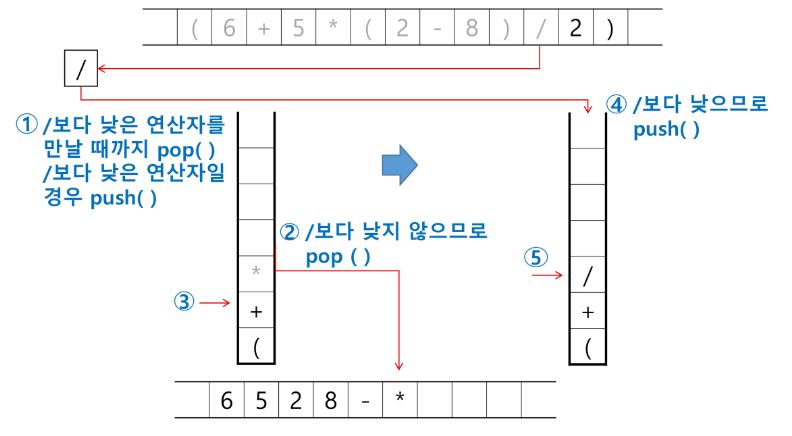 ( 6 + 5 * ( 2 - 8 ) / 2 )
/
① /보다 낮은 연산자를
만날 때까지 pop( )
/보다 낮은 연산자일
경우 push( )
④ /보다 낮으므로
push( )
② /보다 낮지 않으므로
pop ( )
*
③
+
(
⑤
/
+
(
6 5 2 8 - *